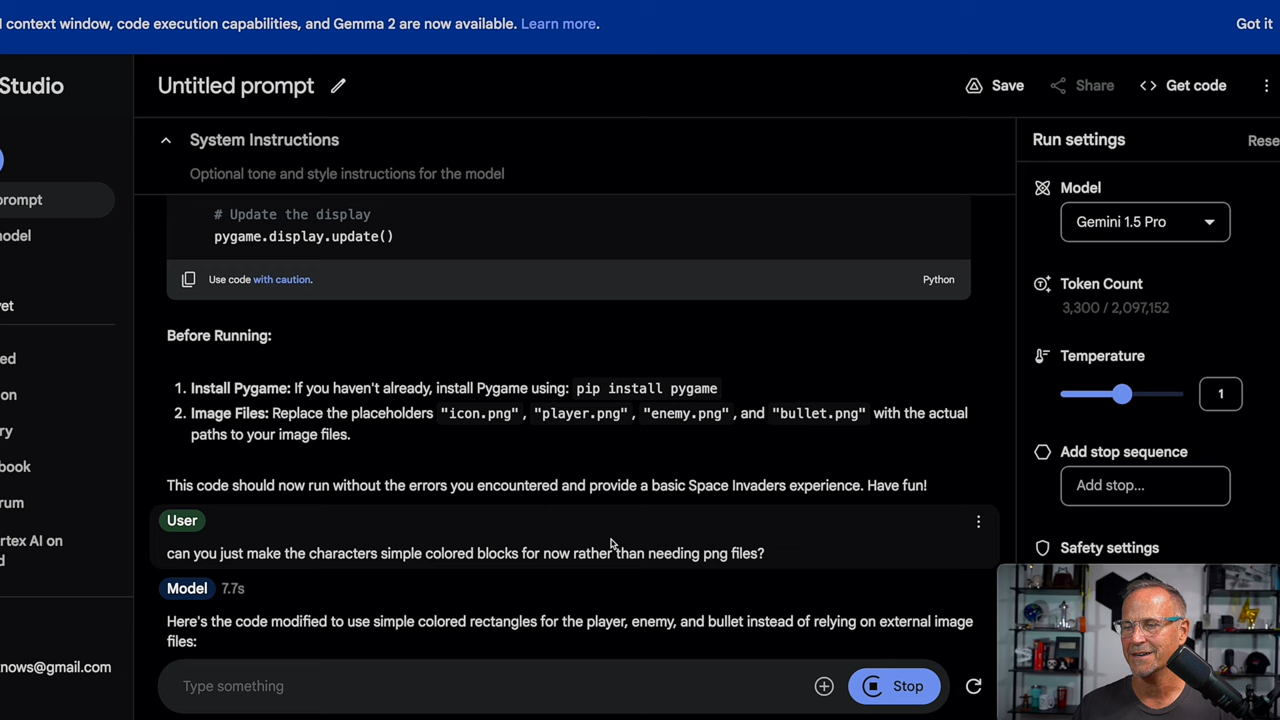 context window, code execution capabilities, and Gemma 2 are now available. Learn more.
Got it
Studio
Untitled prompt
Save
Share
<> Get code
System Instructions
Optional tone and style instructions for the model
Run settings
Rese
rompt
odel
vet
ed
on
ry
book
rum
rtex AI on
d
nows@gmail.com
# Update the display
pygame.display.update()
Use code with caution.
Python
Before Running:
1. Install Pygame: If you haven't already, install Pygame using: pip install pygame
2. Image Files: Replace the placeholders "icon.png", "player.png", "enemy.png", and "bullet.png" with the actual
paths to your image files.
This code should now run without the errors you encountered and provide a basic Space Invaders experience. Have fun!
User
can you just make the characters simple colored blocks for now rather than needing png files?
Model 7.7s
Here's the code modified to use simple colored rectangles for the player, enemy, and bullet instead of relying on external image
files:
Type something
Stop
Model
Gemini 1.5 Pro
Token Count
3,300 / 2,097,152
Temperature
1
Add stop sequence
Add stop...
Safety settings